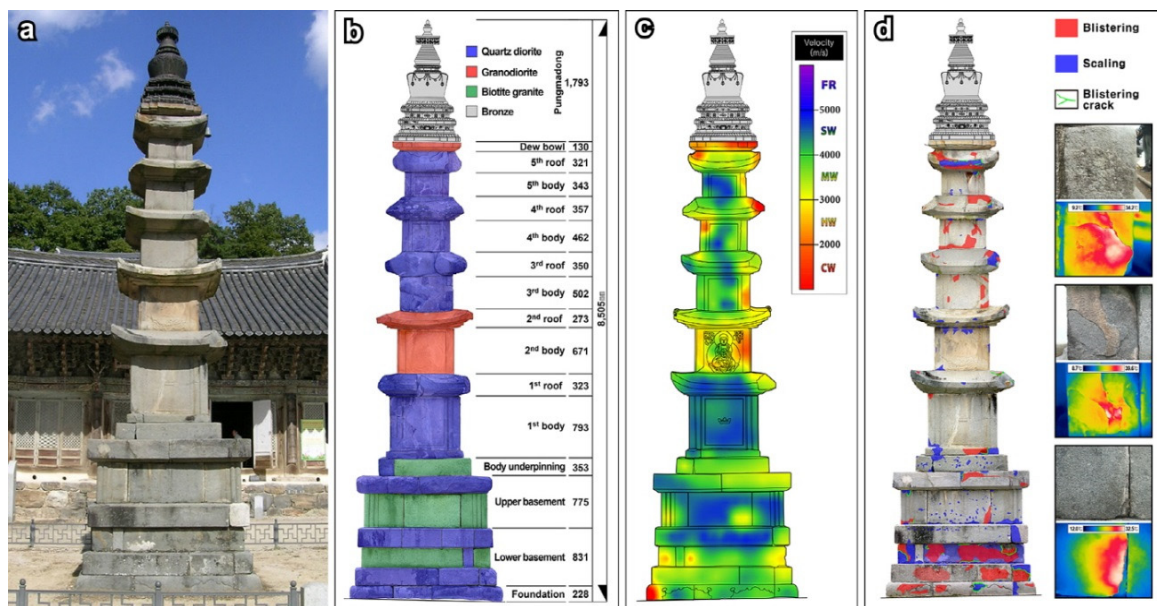 a
b
Quartz diorite
Granodiorite
Biotite granite
Bronze
Pungmadong
1,793
Dew bowl 130
5th roof 321
5th body 343
4th roof 357
4th body 462
3rd roof 350
3rd body 502
2nd roof 273
2nd body 671
1st roof 323
1st body 793
Body underpinning 353
Upper basement 775
Lower basement 831
Foundation 228
8,505㎜
c
Velocity
(m/s)
FR
5000
SW
4000
MW
3000
HW
2000
CW
d
Blistering
Scaling
Blistering
crack